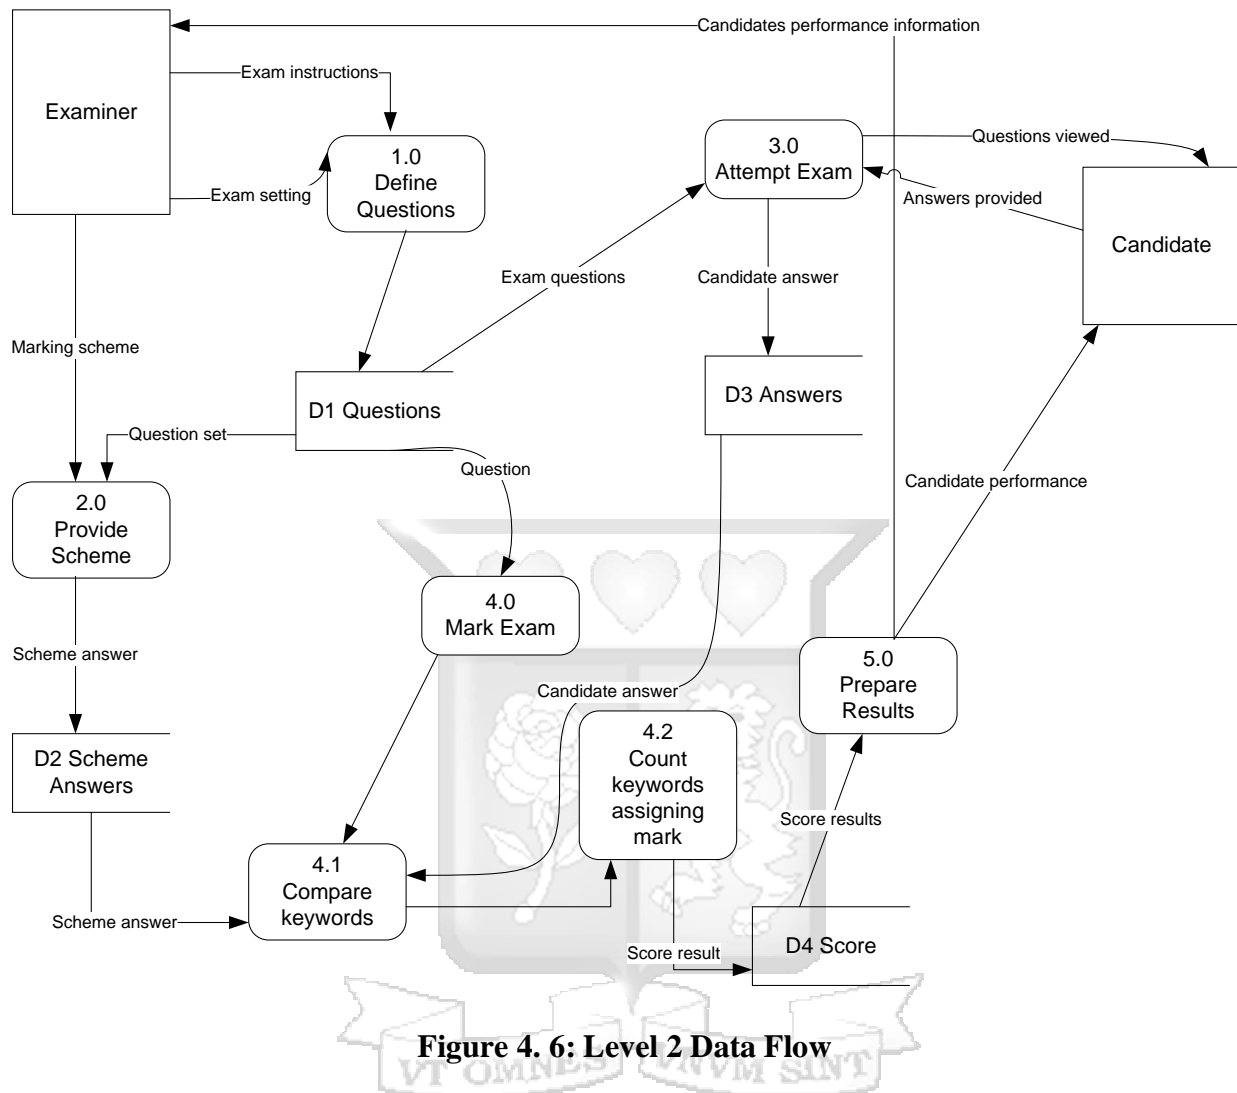 Candidates performance information
Exam instructions
Examiner
3.0
Attempt Exam
Questions viewed
1.0
Define
Questions
Exam setting
Answers provided
Candidate
Exam questions
Candidate answer
Marking scheme
D1 Questions
D3 Answers
Question set
Question
Candidate performance
2.0
Provide
Scheme
4.0
Mark Exam
Scheme answer
Candidate answer
5.0
Prepare
Results
4.2
Count
keywords
assigning
mark
D2 Scheme
Answers
Score results
4.1
Compare
keywords
Scheme answer
Score result
D4 Score
Figure 4. 6: Level 2 Data Flow
VT OMNES VNVM SINT